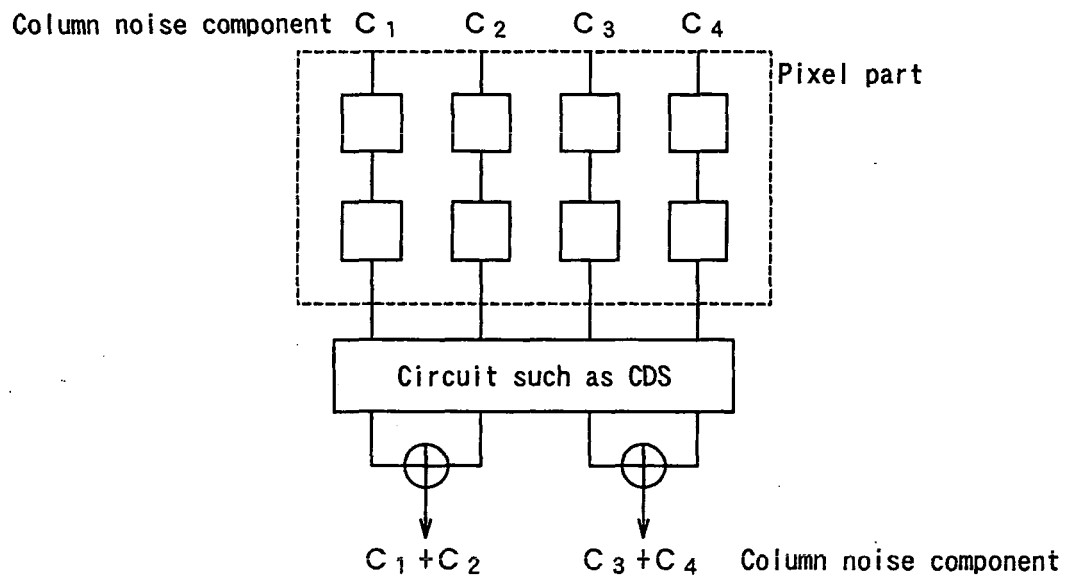 Column noise component C1 C2 C3 C4
Pixel part
Circuit such as CDS
C1+C2 C3+C4 Column noise component